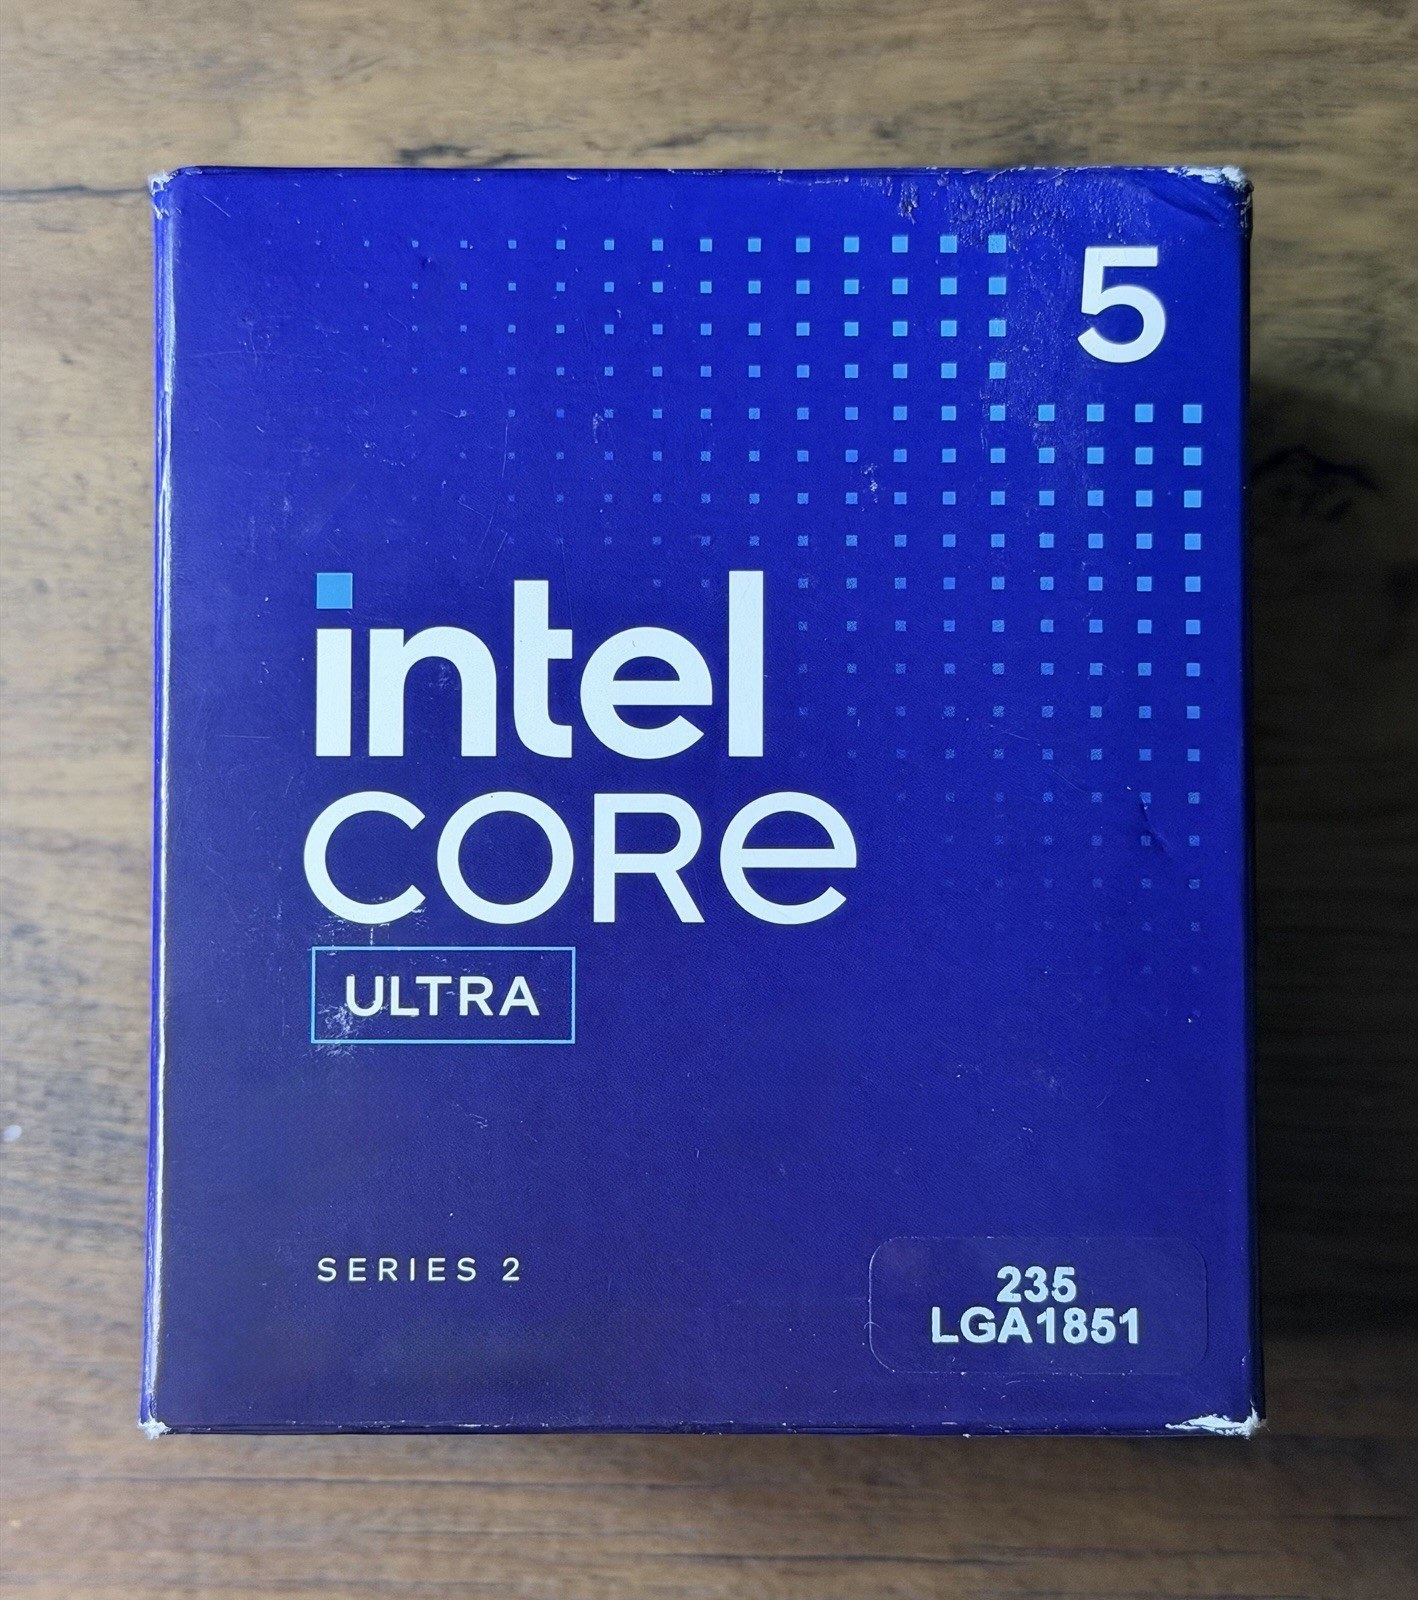 5
intel
CORE
ULTRA
SERIES 2
235
LGA1851